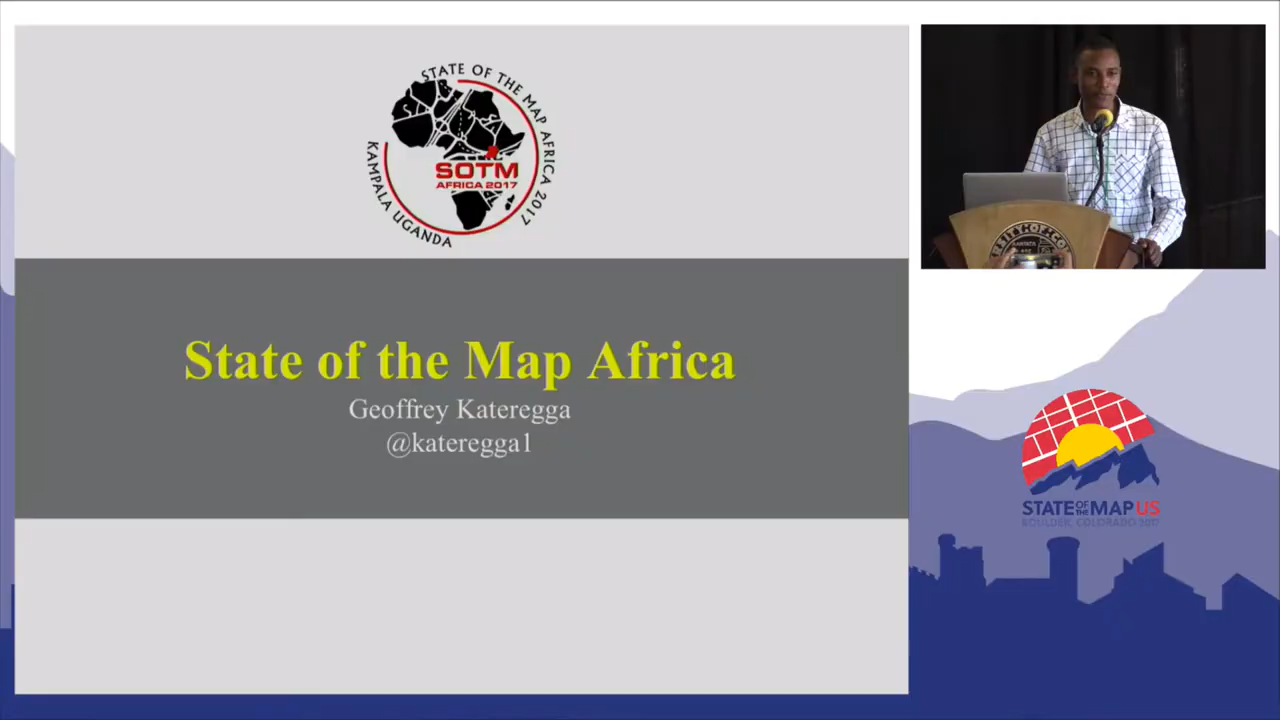 STATE OF THE MAP AFRICA 2017
KAMPALA UGANDA
SOTM
AFRICA 2017
State of the Map Africa
Geoffrey Kateregga
@kateregga1
STATE OF THE MAP US
BOULDER, COLORADO 2017